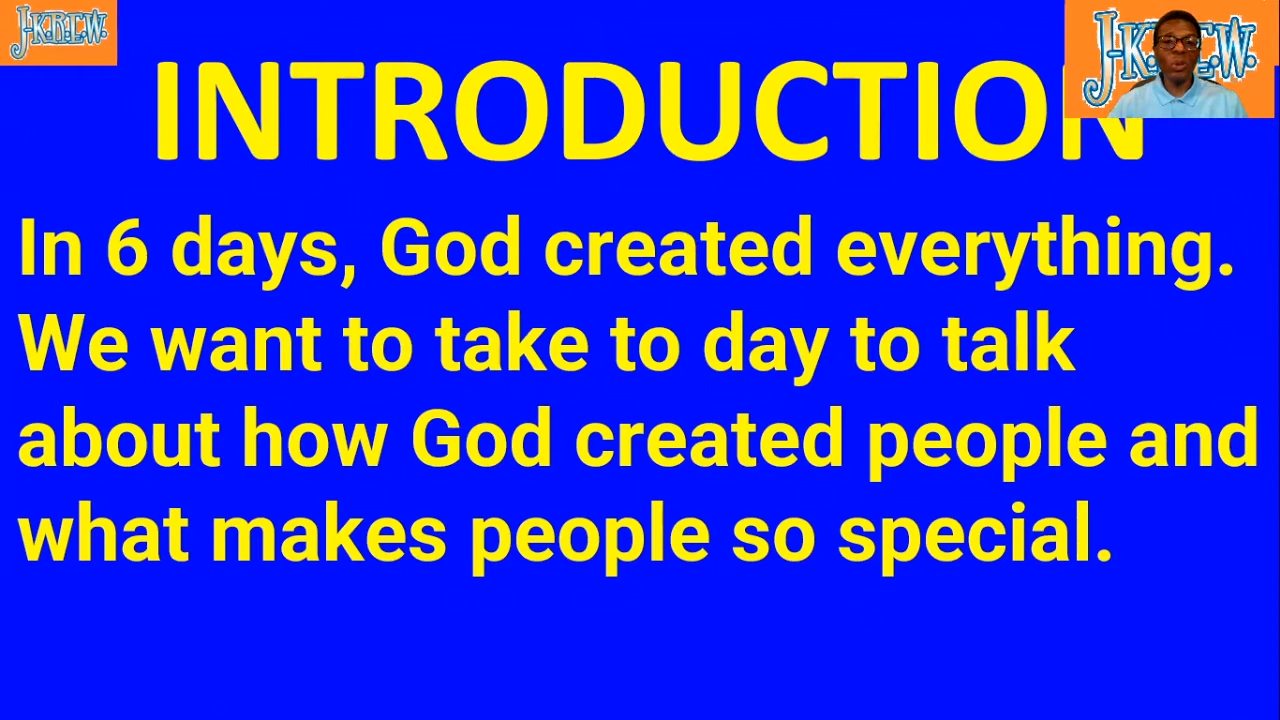 J-K.R.E.W.
J-K.R.E.W.
INTRODUCTION
In 6 days, God created everything.
We want to take to day to talk
about how God created people and
what makes people so special.